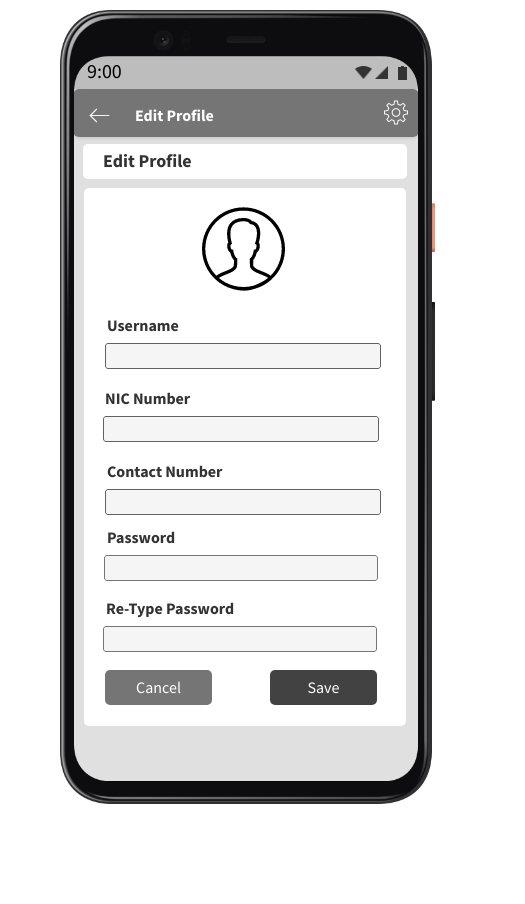 9:00
Edit Profile
Edit Profile
Username
NIC Number
Contact Number
Password
Re-Type Password
Cancel
Save